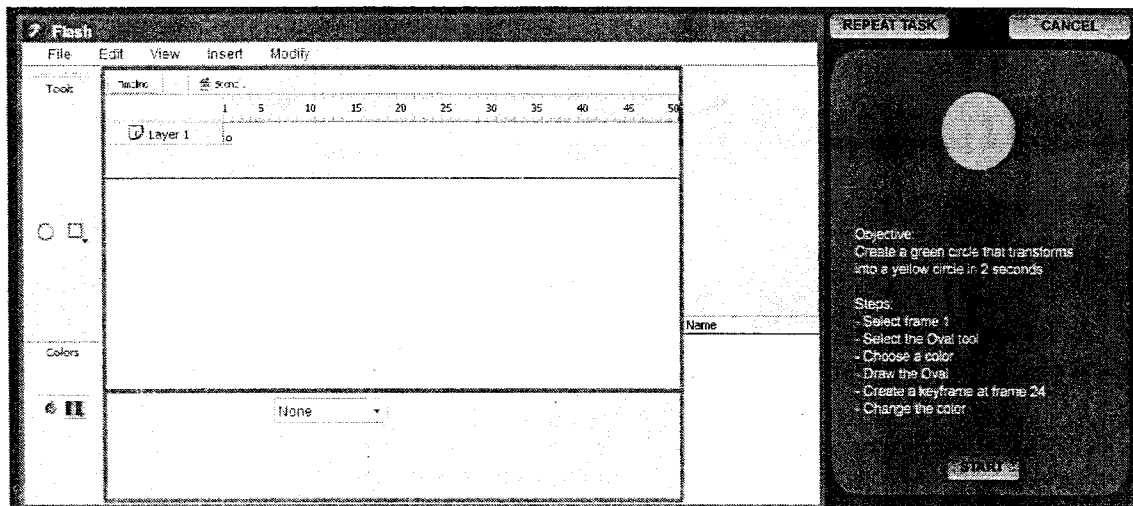 Flash
File Edit View Insert Modify
Tools
Timeline
1 5 10 15 20 25 30 35 40 45 50
Layer 1
Name
Colors
None
REPEAT TASK CANCEL
Objective:
Create a green circle that transforms
into a yellow circle in 2 seconds
Steps:
- Select frame 1
- Select the Oval tool
- Choose a color
- Draw the Oval
- Create a keyframe at frame 24
- Change the color
START